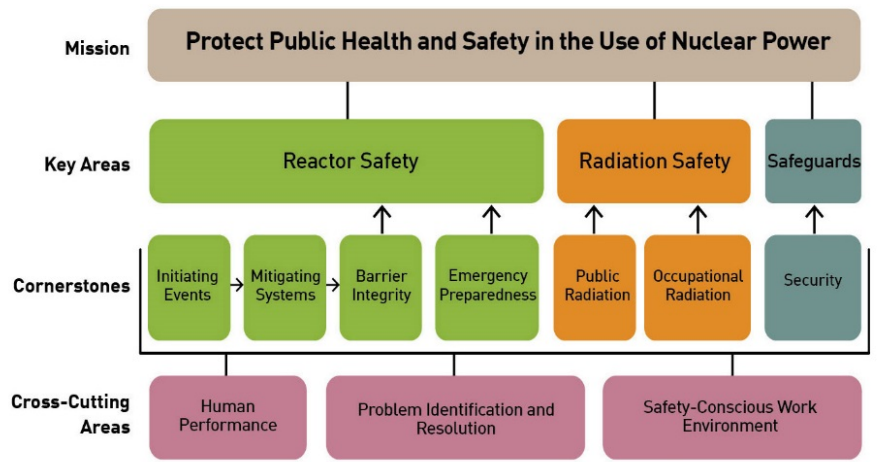 Mission
Protect Public Health and Safety in the Use of Nuclear Power
Key Areas
Reactor Safety
Radiation Safety
Safeguards
Cornerstones
Initiating
Events
Mitigating
Systems
Barrier
Integrity
Emergency
Preparedness
Public
Radiation
Occupational
Radiation
Security
Cross-Cutting
Areas
Human
Performance
Problem Identification and
Resolution
Safety-Conscious Work
Environment